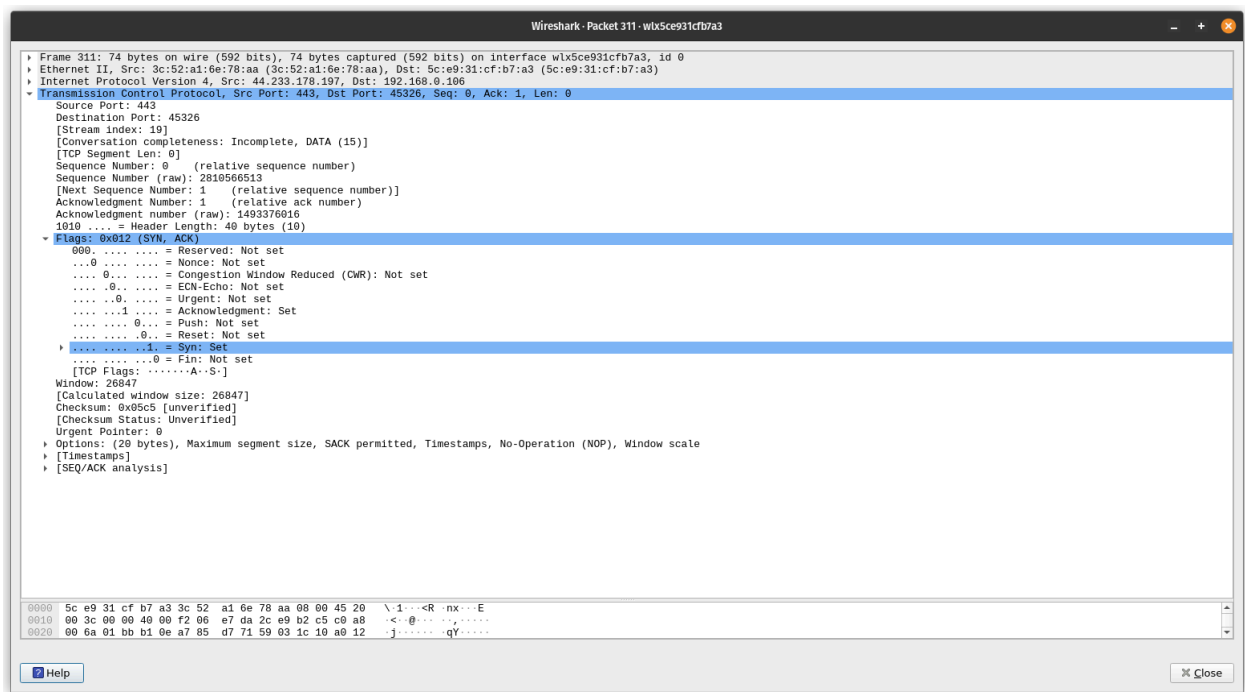 Wireshark · Packet 311 · wlx5ce931cfb7a3
Frame 311: 74 bytes on wire (592 bits), 74 bytes captured (592 bits) on interface wlx5ce931cfb7a3, id 0
Ethernet II, Src: 3c:52:a1:6e:78:aa (3c:52:a1:6e:78:aa), Dst: 5c:e9:31:cf:b7:a3 (5c:e9:31:cf:b7:a3)
Internet Protocol Version 4, Src: 44.233.178.197, Dst: 192.168.0.106
Transmission Control Protocol, Src Port: 443, Dst Port: 45326, Seq: 0, Ack: 1, Len: 0
Source Port: 443
Destination Port: 45326
[Stream index: 19]
[Conversation completeness: Incomplete, DATA (15)]
[TCP Segment Len: 0]
Sequence Number: 0    (relative sequence number)
Sequence Number (raw): 2810566513
[Next Sequence Number: 1    (relative sequence number)]
Acknowledgment Number: 1    (relative ack number)
Acknowledgment number (raw): 1493376016
1010 .... = Header Length: 40 bytes (10)
Flags: 0x012 (SYN, ACK)
000. .... .... = Reserved: Not set
...0 .... .... = Nonce: Not set
.... 0... .... = Congestion Window Reduced (CWR): Not set
.... .0.. .... = ECN-Echo: Not set
.... ..0. .... = Urgent: Not set
.... ...1 .... = Acknowledgment: Set
.... .... 0... = Push: Not set
.... .... .0.. = Reset: Not set
.... .... ..1. = Syn: Set
.... .... ...0 = Fin: Not set
[TCP Flags: ·······A··S·]
Window: 26847
[Calculated window size: 26847]
Checksum: 0x05c5 [unverified]
[Checksum Status: Unverified]
Urgent Pointer: 0
Options: (20 bytes), Maximum segment size, SACK permitted, Timestamps, No-Operation (NOP), Window scale
[Timestamps]
[SEQ/ACK analysis]
0000 5c e9 31 cf b7 a3 3c 52 a1 6e 78 aa 08 00 45 20 \·1···<R ·nx···E
0010 00 3c 00 00 40 00 f2 06 e7 da 2c e9 b2 c5 c0 a8 ·<··@··· ··,·····
0020 00 6a 01 bb b1 0e a7 85 d7 71 59 03 1c 10 a0 12 ·j······ ·qY·····
Help
Close